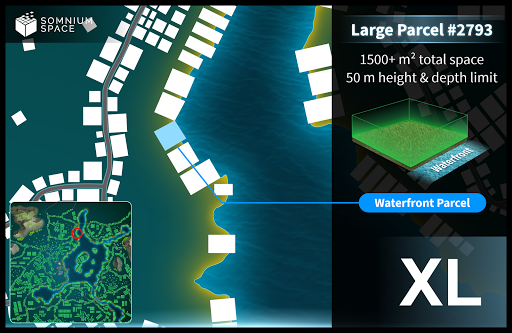 SOMNIUM
SPACE
Large Parcel #2793
1500+ m² total space
50 m height & depth limit
Waterfront
Waterfront Parcel
XL